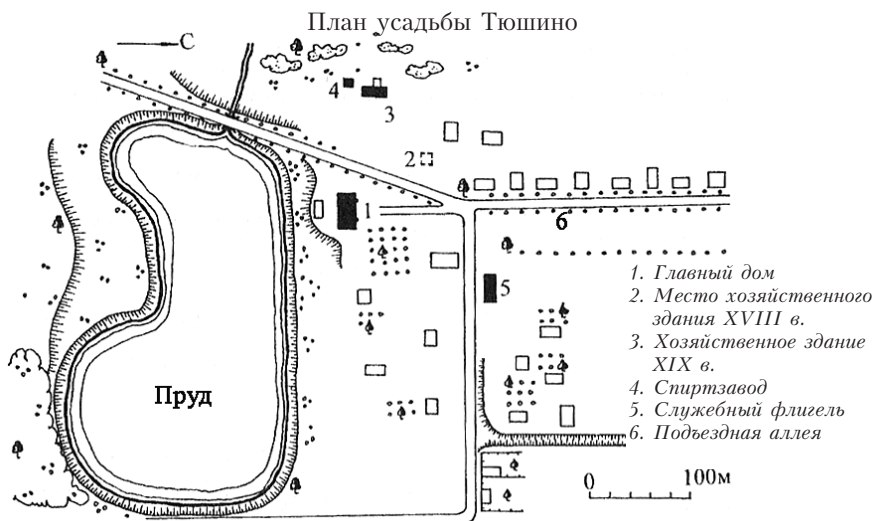 План усадьбы Тюшино
С
4
3
2
1
6
5
Пруд
1. Главный дом
2. Место хозяйственного
здания XVIII в.
3. Хозяйственное здание
XIX в.
4. Спиртзавод
5. Служебный флигель
6. Подъездная аллея
0 100м